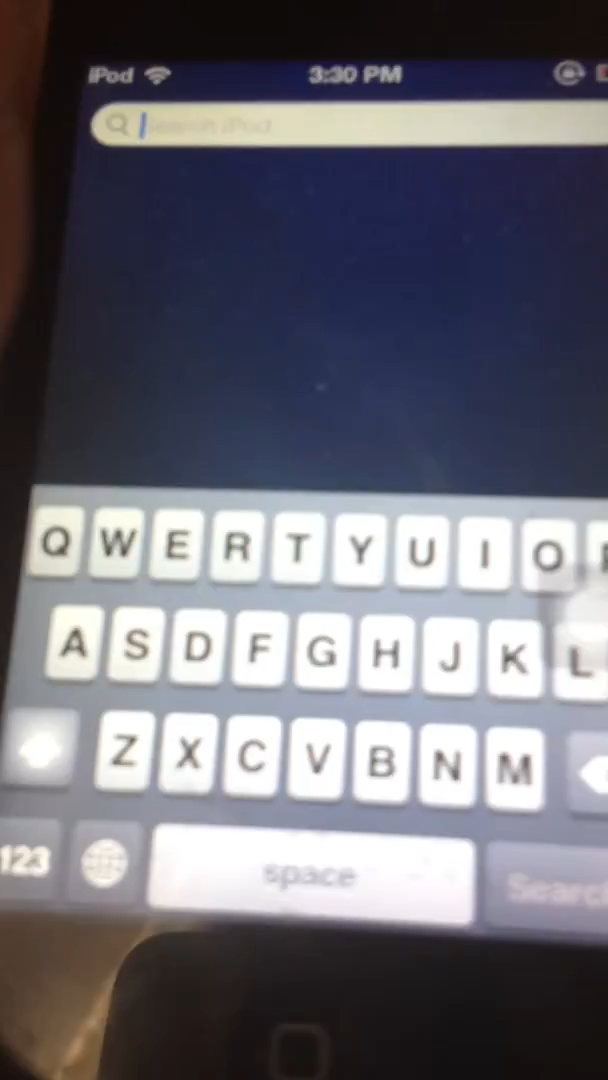 iPod 3:30 PM
Search iPod
Q W E R T Y U I O P
A S D F G H J K L
Z X C V B N M
123 space Search